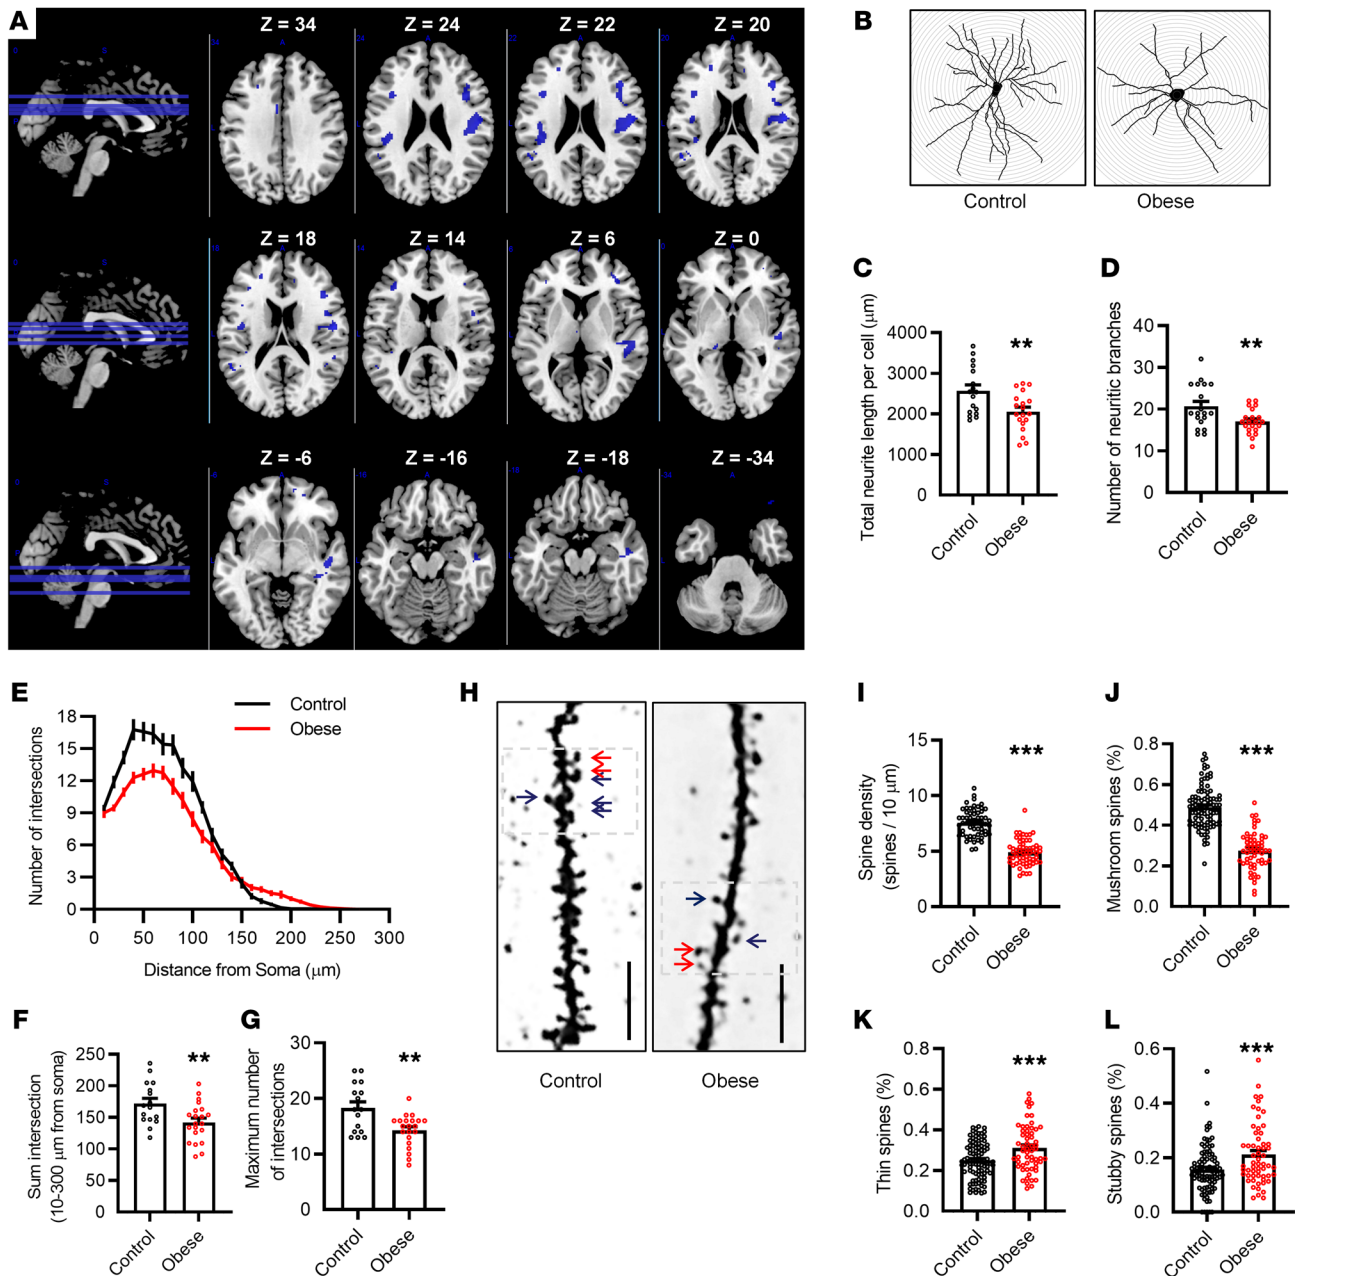 A
Z = 34
Z = 24
Z = 22
Z = 20
Z = 18
Z = 14
Z = 6
Z = 0
Z = -6
Z = -16
Z = -18
Z = -34
B
Control
Obese
C
Total neurite length per cell (μm)
4000
3000
2000
1000
0
**
Control
Obese
D
Number of neuritic branches
40
30
20
10
0
**
Control
Obese
E
Control
Obese
Number of intersections
18
15
12
9
6
3
0
0
50
100
150
200
250
300
Distance from Soma (μm)
F
Sum intersection
(10-300 μm from soma)
250
200
150
100
50
0
**
Control
Obese
G
Maximum number
of intersections
30
20
10
0
**
Control
Obese
H
Control
Obese
I
Spine density
(spines / 10 μm)
15
10
5
0
***
Control
Obese
J
Mushroom spines (%)
0.8
0.6
0.4
0.2
0.0
***
Control
Obese
K
Thin spines (%)
0.8
0.6
0.4
0.2
0.0
***
Control
Obese
L
Stubby spines (%)
0.6
0.4
0.2
0.0
***
Control
Obese